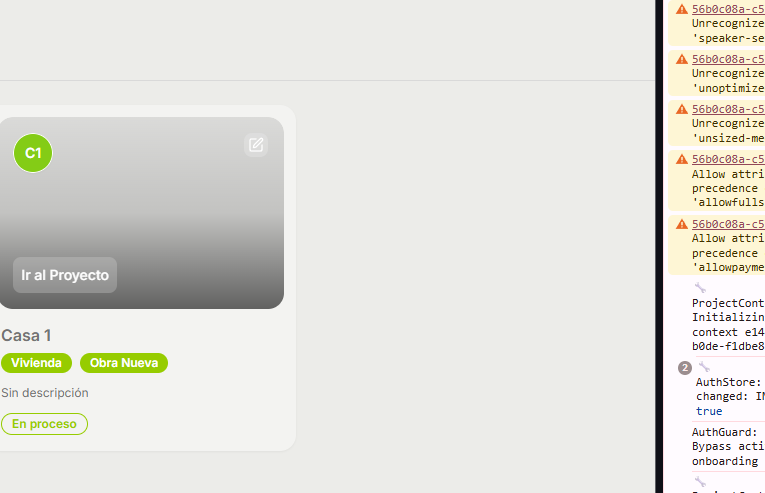 C1
Ir al Proyecto
Casa 1
Vivienda
Obra Nueva
Sin descripción
En proceso
56b0c08a-c5
Unrecognize
'speaker-se
56b0c08a-c5
Unrecognize
'unoptimize
56b0c08a-c5
Unrecognize
'unsized-me
56b0c08a-c5
Allow attri
precedence
'allowfulls
56b0c08a-c5
Allow attri
precedence
'allowpayme
ProjectCont
Initializin
context e14
b0de-f1dbe8
2
AuthStore:
changed: IN
true
AuthGuard:
Bypass acti
onboarding